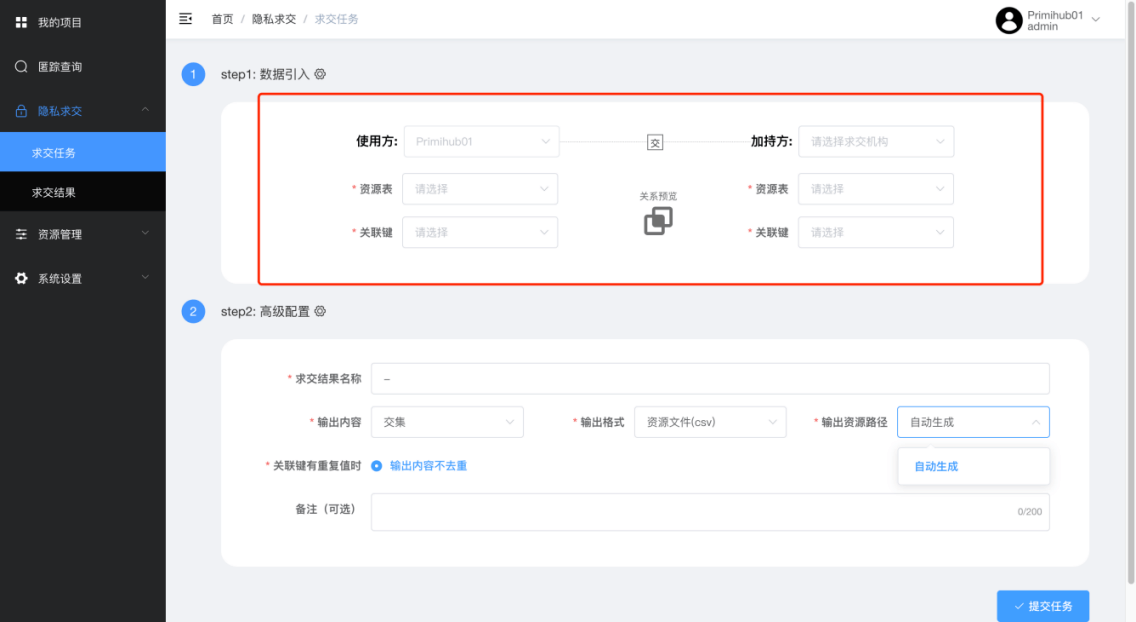 我的项目
匿踪查询
隐私求交
求交任务
求交结果
资源管理
系统设置
首页 / 隐私求交 / 求交任务
Primihub01
admin
1 step1: 数据引入
使用方: Primihub01 交 加持方: 请选择求交机构
* 资源表 请选择 关系预览 * 资源表 请选择
* 关联键 请选择 * 关联键 请选择
2 step2: 高级配置
* 求交结果名称 –
* 输出内容 交集 * 输出格式 资源文件(csv) * 输出资源路径 自动生成
* 关联键有重复值时 输出内容不去重 自动生成
备注（可选） 0/200
提交任务